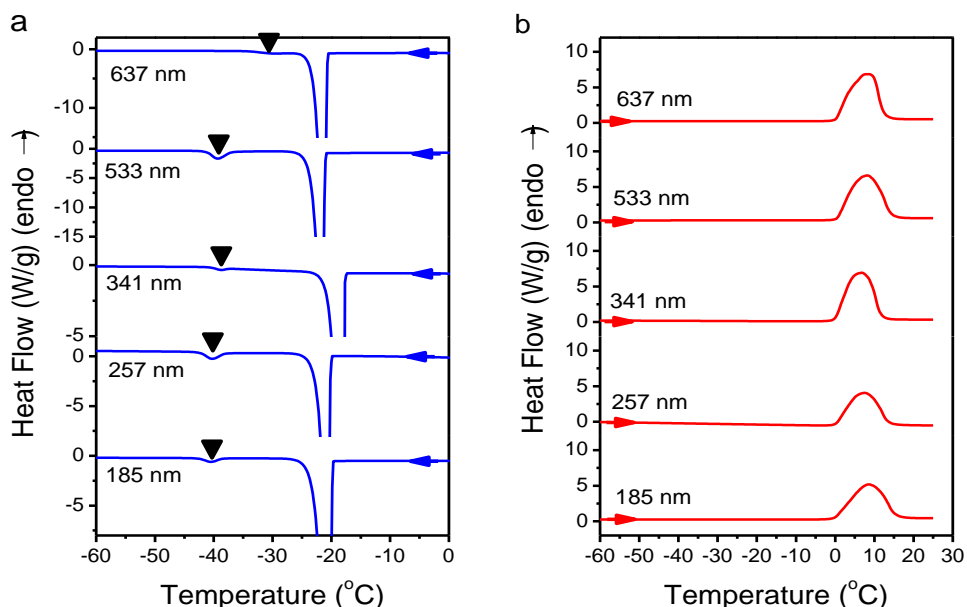 a
Heat Flow (W/g) (endo →)
0
-10
637 nm
0
-5
-10
-15
533 nm
0
-5
341 nm
0
-5
257 nm
0
-5
185 nm
-60 -50 -40 -30 -20 -10 0
Temperature (°C)
b
Heat Flow (W/g) (endo →)
10
5
0
637 nm
10
5
0
533 nm
10
5
0
341 nm
10
5
0
257 nm
10
5
0
185 nm
-60 -50 -40 -30 -20 -10 0 10 20 30
Temperature (°C)